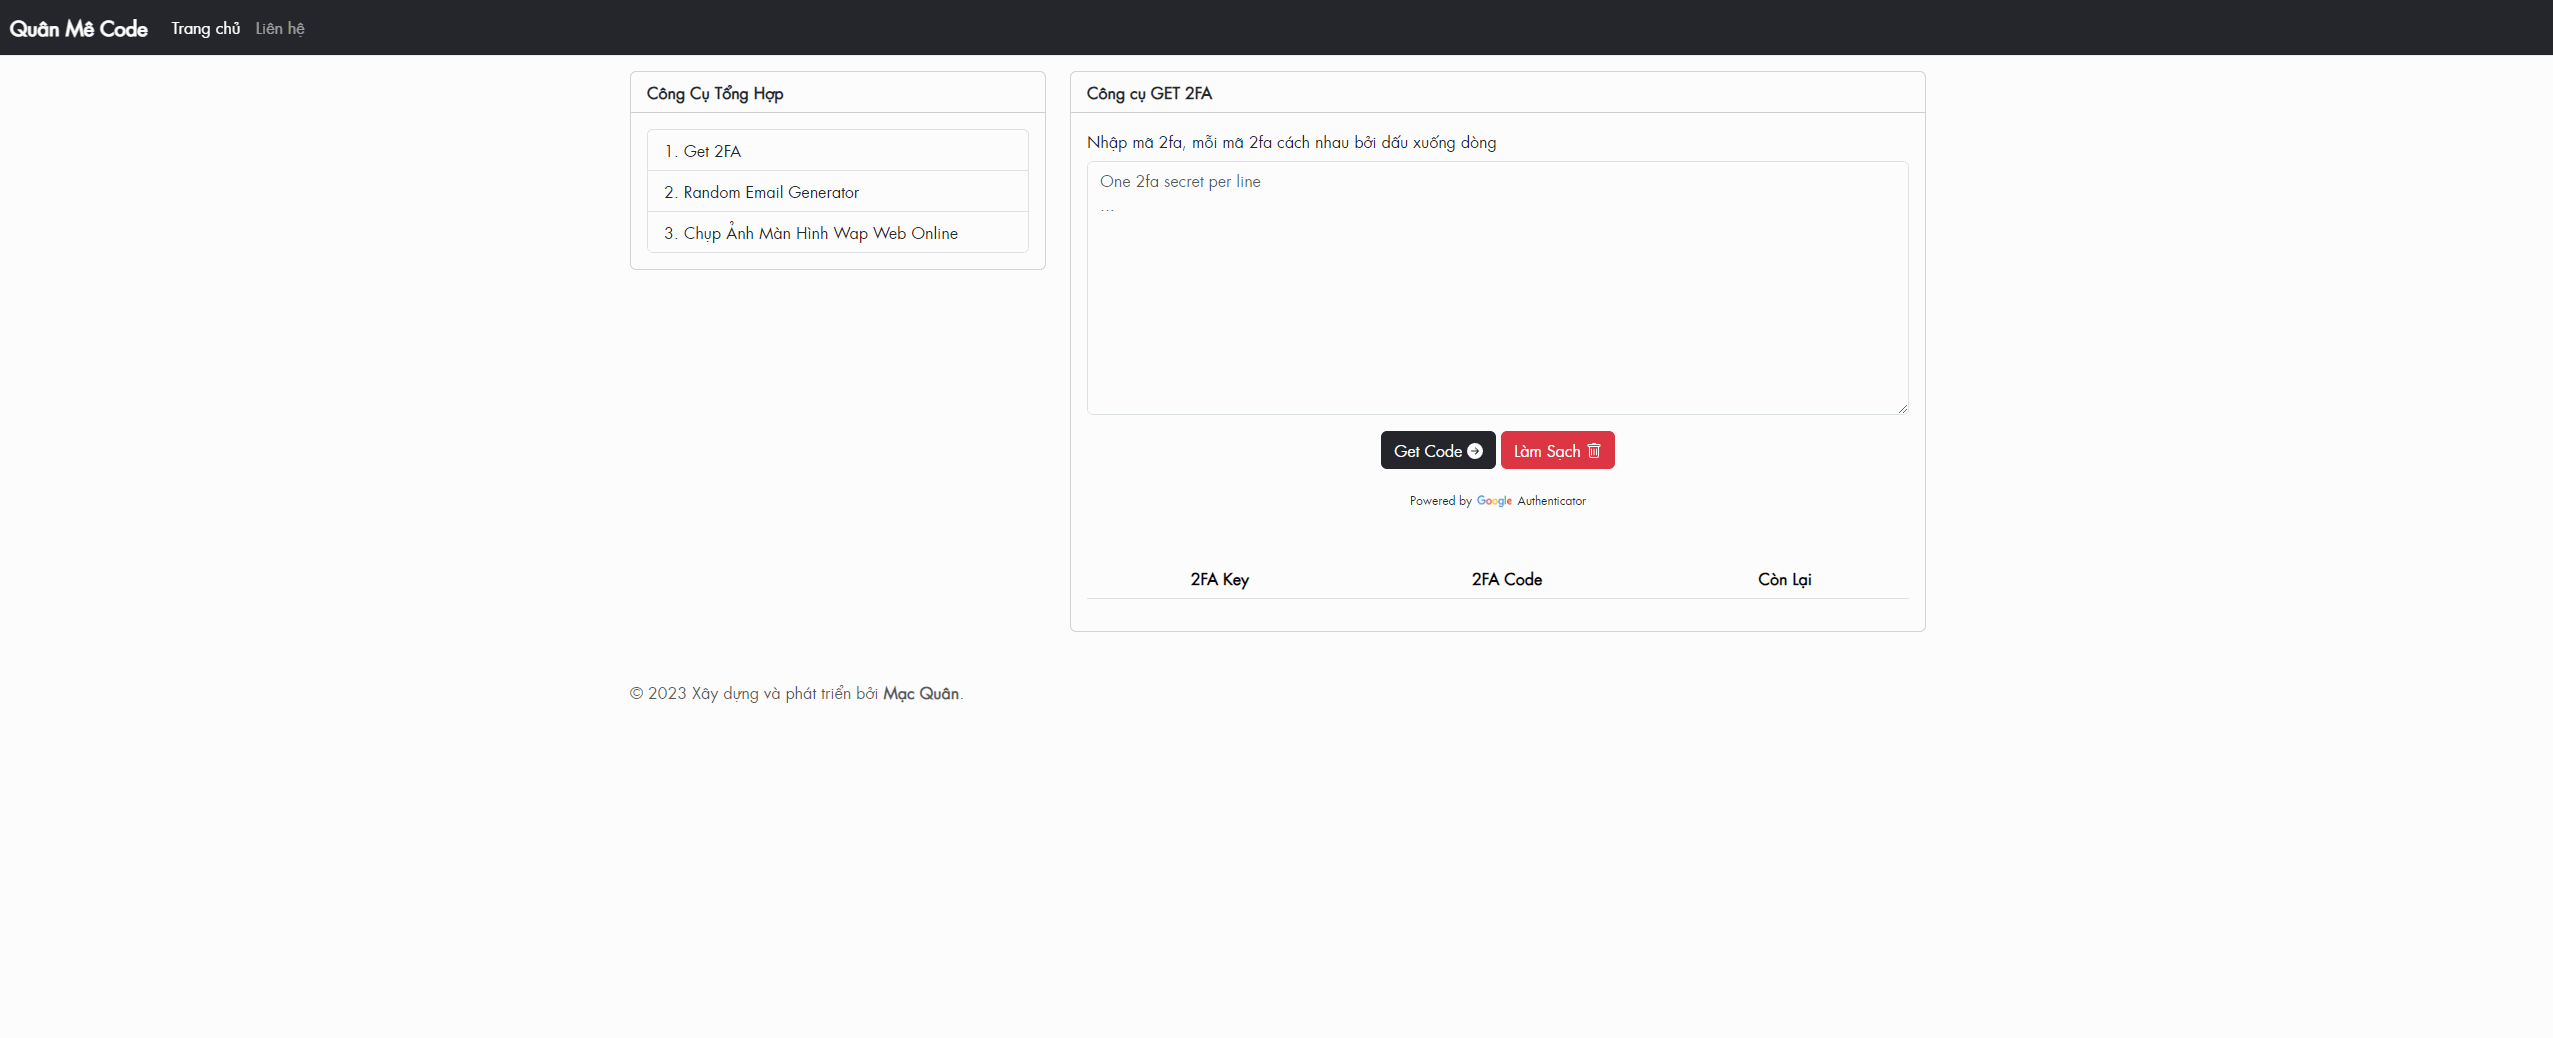 Quân Mê Code Trang chủ Liên hệ
Công Cụ Tổng Hợp
1. Get 2FA
2. Random Email Generator
3. Chụp Ảnh Màn Hình Wap Web Online
Công cụ GET 2FA
Nhập mã 2fa, mỗi mã 2fa cách nhau bởi dấu xuống dòng
One 2fa secret per line
...
Get Code Làm Sạch
Powered by Google Authenticator
2FA Key 2FA Code Còn Lại
© 2023 Xây dựng và phát triển bởi Mạc Quân.